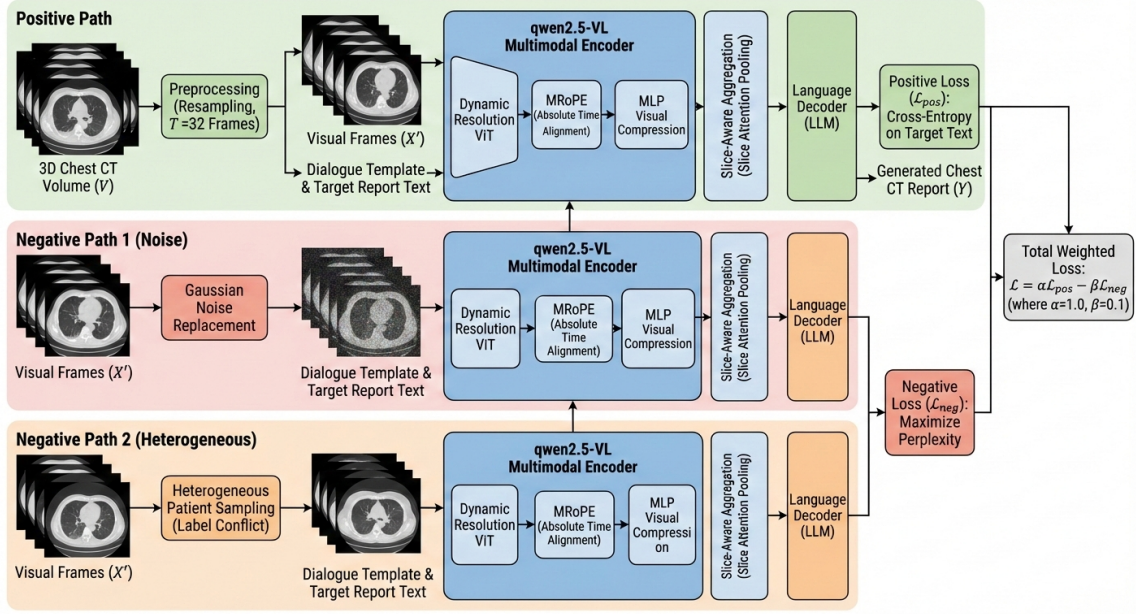 Positive Path
3D Chest CT
Volume (V)
Preprocessing
(Resampling,
T =32 Frames)
Visual Frames (X′)
Dialogue Template
& Target Report Text
qwen2.5-VL
Multimodal Encoder
Dynamic
Resolution
ViT
MRoPE
(Absolute Time
Alignment)
MLP
Visual
Compression
Slice-Aware Aggregation
(Slice Attention Pooling)
Language
Decoder
(LLM)
Positive Loss
(ℒpos):
Cross-Entropy
on Target Text
Generated Chest
CT Report (Y)
Negative Path 1 (Noise)
Visual Frames (X′)
Gaussian
Noise
Replacement
Dialogue Template &
Target Report Text
qwen2.5-VL
Multimodal Encoder
Dynamic
Resolution
ViT
MRoPE
(Absolute
Time
Alignment)
MLP
Visual
Compression
Slice-Aware Aggregation
(Slice Attention Pooling)
Language
Decoder
(LLM)
Total Weighted
Loss:
ℒ = αℒpos − βℒneg
(where α=1.0, β=0.1)
Negative
Loss (ℒneg):
Maximize
Perplexity
Negative Path 2 (Heterogeneous)
Visual Frames (X′)
Heterogeneous
Patient Sampling
(Label Conflict)
Dialogue Template &
Target Report Text
qwen2.5-VL
Multimodal Encoder
Dynamic
Resolution
ViT
MRoPE
(Absolute Time
Alignment)
MLP
Visual
Compressi
on
Slice-Aware Aggregation
(Slice Attention Pooling)
Language
Decoder
(LLM)